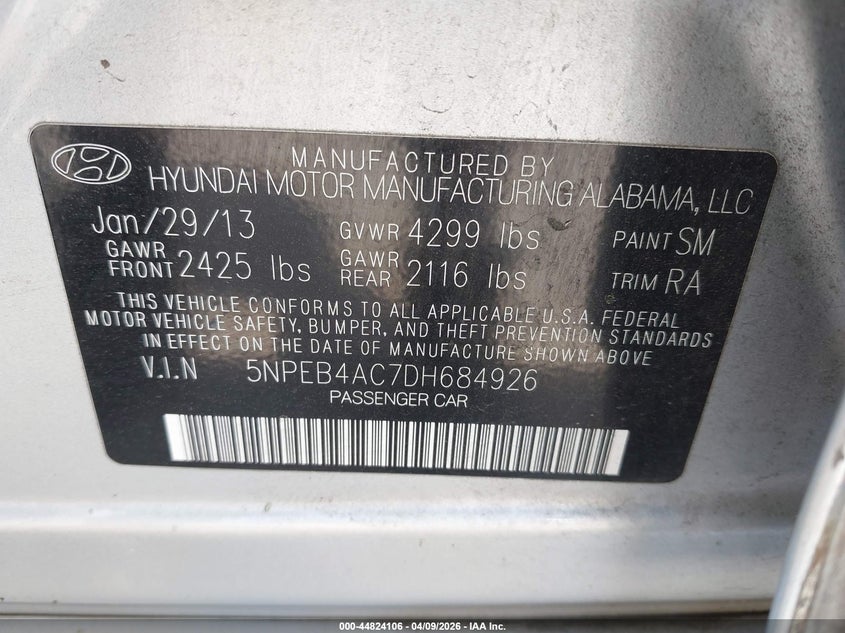 MANUFACTURED BY
HYUNDAI MOTOR MANUFACTURING ALABAMA, LLC
Jan/29/13 GVWR 4299 lbs PAINT SM
GAWR FRONT 2425 lbs GAWR REAR 2116 lbs TRIM RA
THIS VEHICLE CONFORMS TO ALL APPLICABLE U.S.A. FEDERAL
MOTOR VEHICLE SAFETY, BUMPER, AND THEFT PREVENTION STANDARDS
IN EFFECT ON THE DATE OF MANUFACTURE SHOWN ABOVE
V.I.N 5NPEB4AC7DH684926
PASSENGER CAR
000-44824106 - 04/09/2026 - IAA Inc.